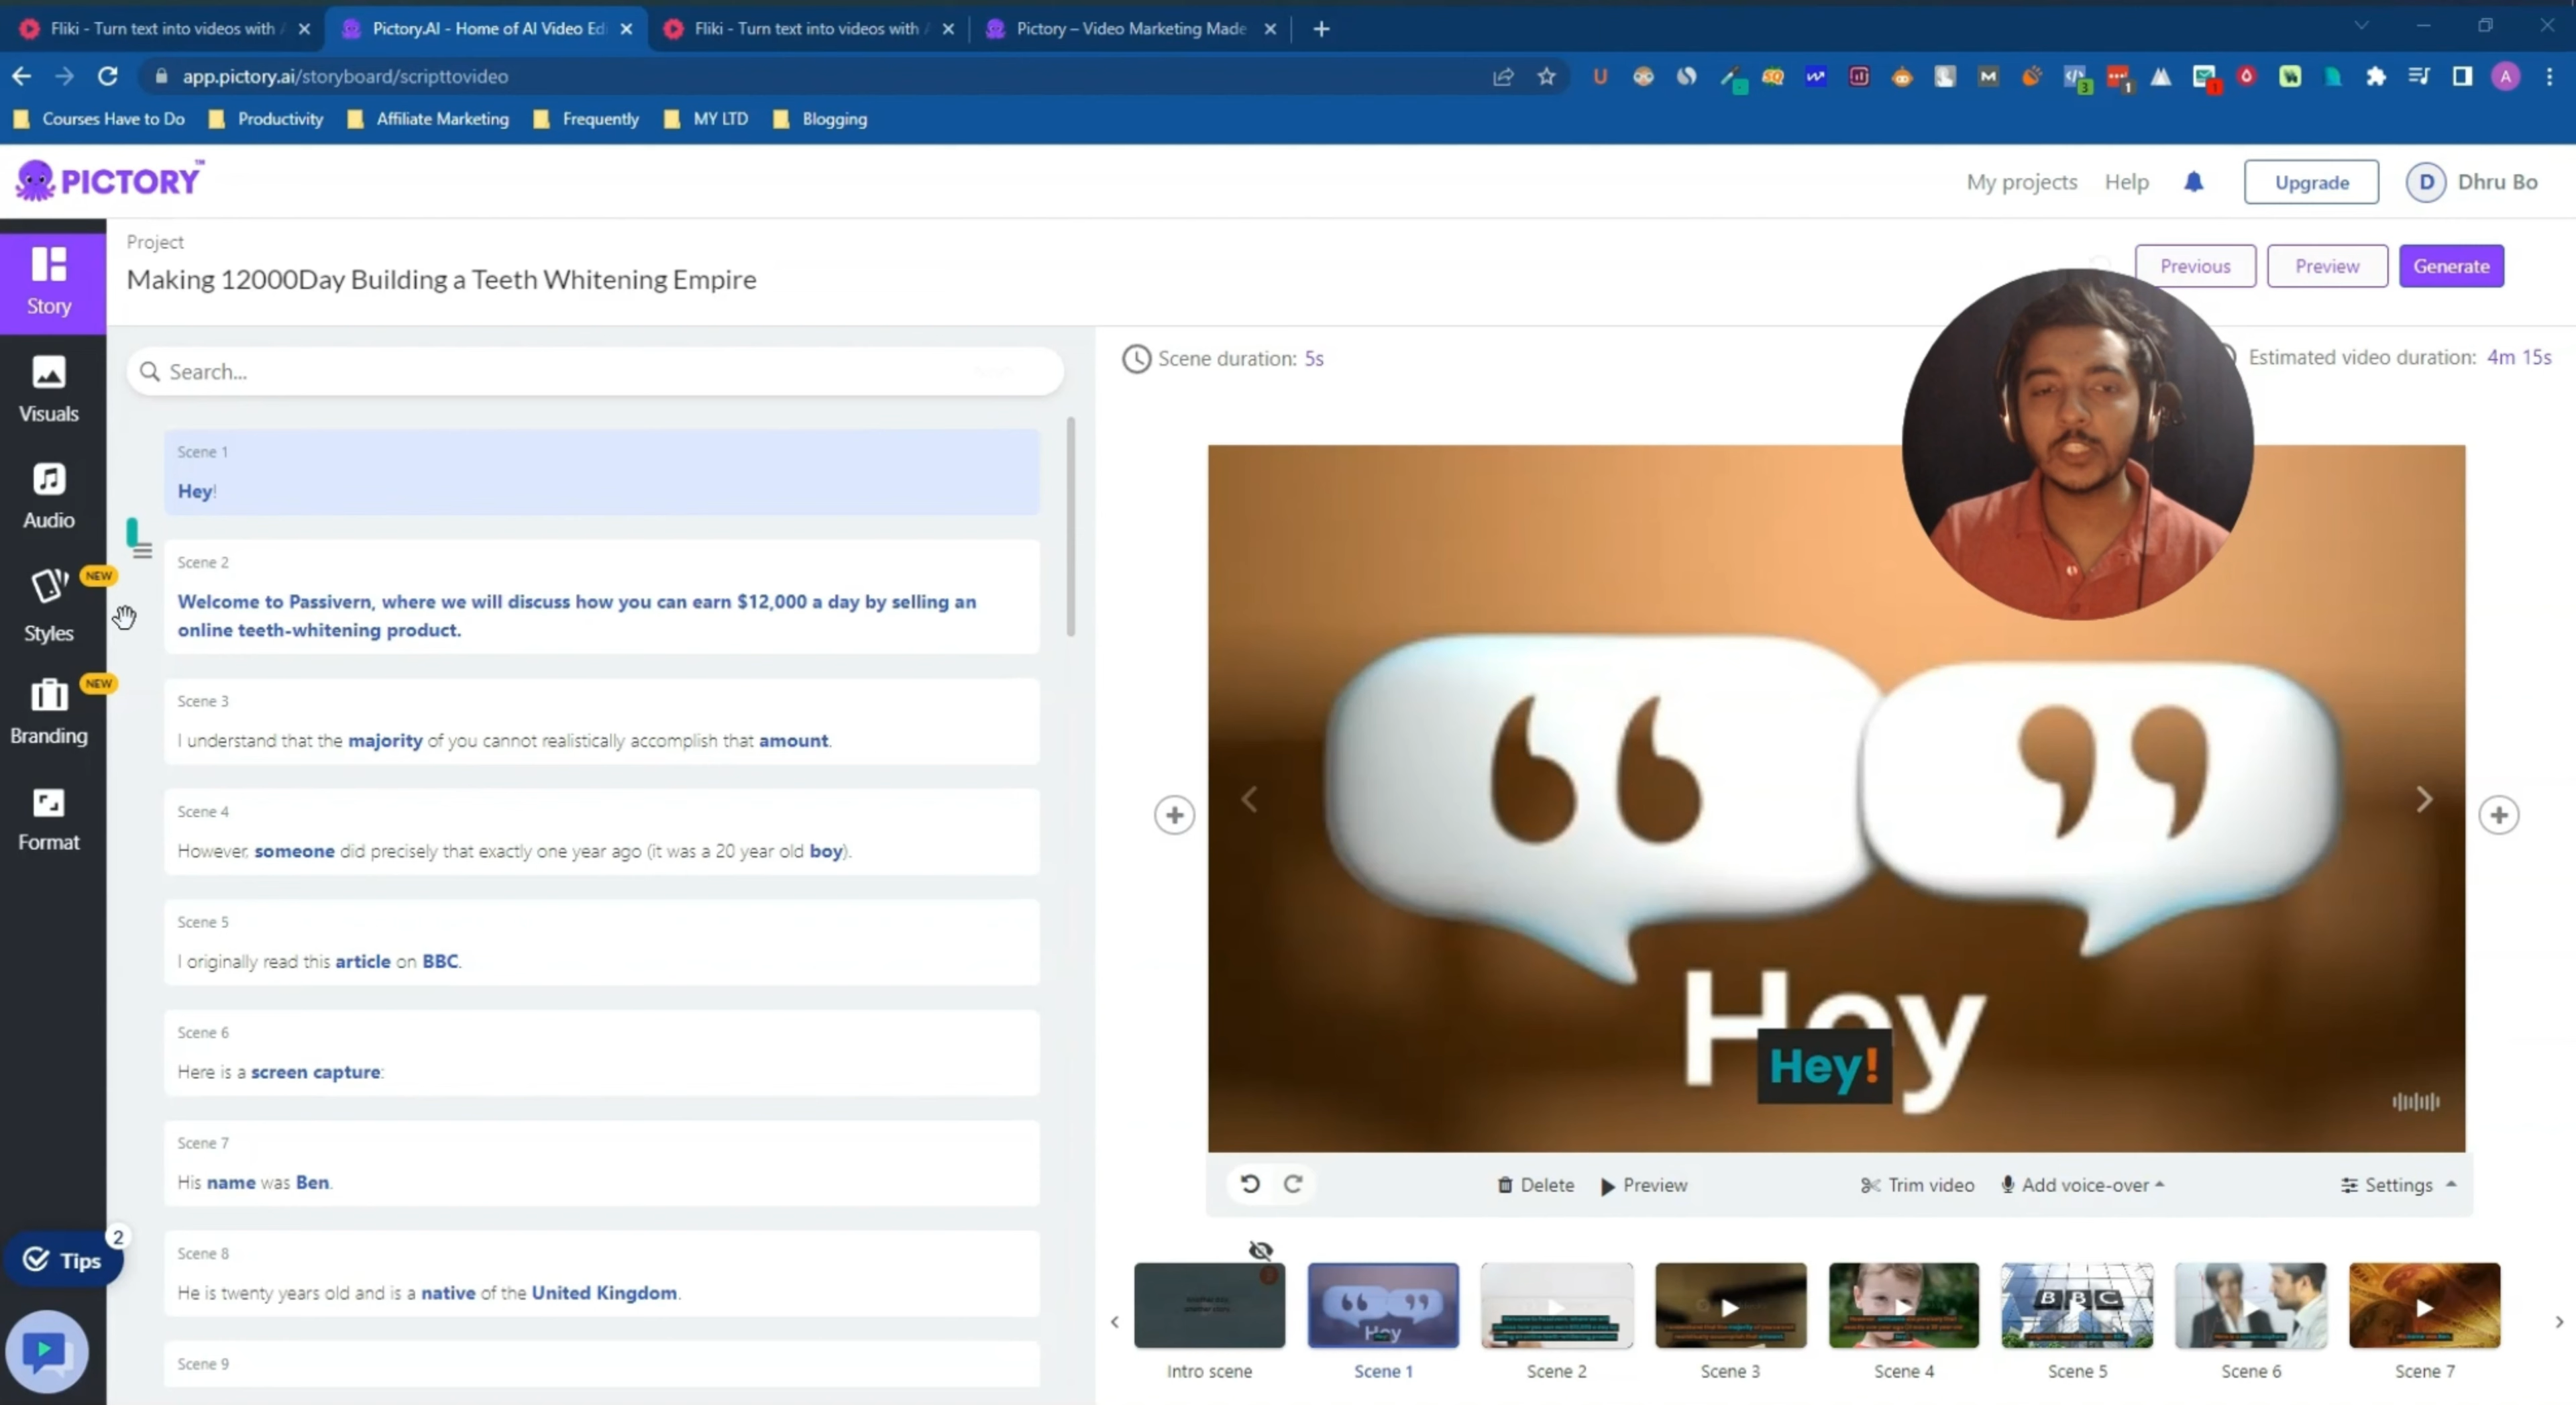 Fliki - Turn text into videos with
Pictory.AI - Home of AI Video Edi
Fliki - Turn text into videos with
Pictory – Video Marketing Made
app.pictory.ai/storyboard/scripttovideo
Courses Have to Do
Productivity
Affiliate Marketing
Frequently
MY LTD
Blogging
PICTORY™
My projects
Help
Upgrade
D
Dhru Bo
Project
Making 12000Day Building a Teeth Whitening Empire
Previous
Preview
Generate
Story
Visuals
Audio
NEW
Styles
NEW
Branding
Format
2
Tips
Search...
Scene 1
Hey!
Scene 2
Welcome to Passivern, where we will discuss how you can earn $12,000 a day by selling an
online teeth-whitening product.
Scene 3
I understand that the majority of you cannot realistically accomplish that amount.
Scene 4
However, someone did precisely that exactly one year ago (it was a 20 year old boy).
Scene 5
I originally read this article on BBC.
Scene 6
Here is a screen capture:
Scene 7
His name was Ben.
Scene 8
He is twenty years old and is a native of the United Kingdom.
Scene 9
Scene duration: 5s
Estimated video duration: 4m 15s
Hey
Hey!
Delete
Preview
Trim video
Add voice-over
Settings
Hey
BBC
Intro scene
Scene 1
Scene 2
Scene 3
Scene 4
Scene 5
Scene 6
Scene 7